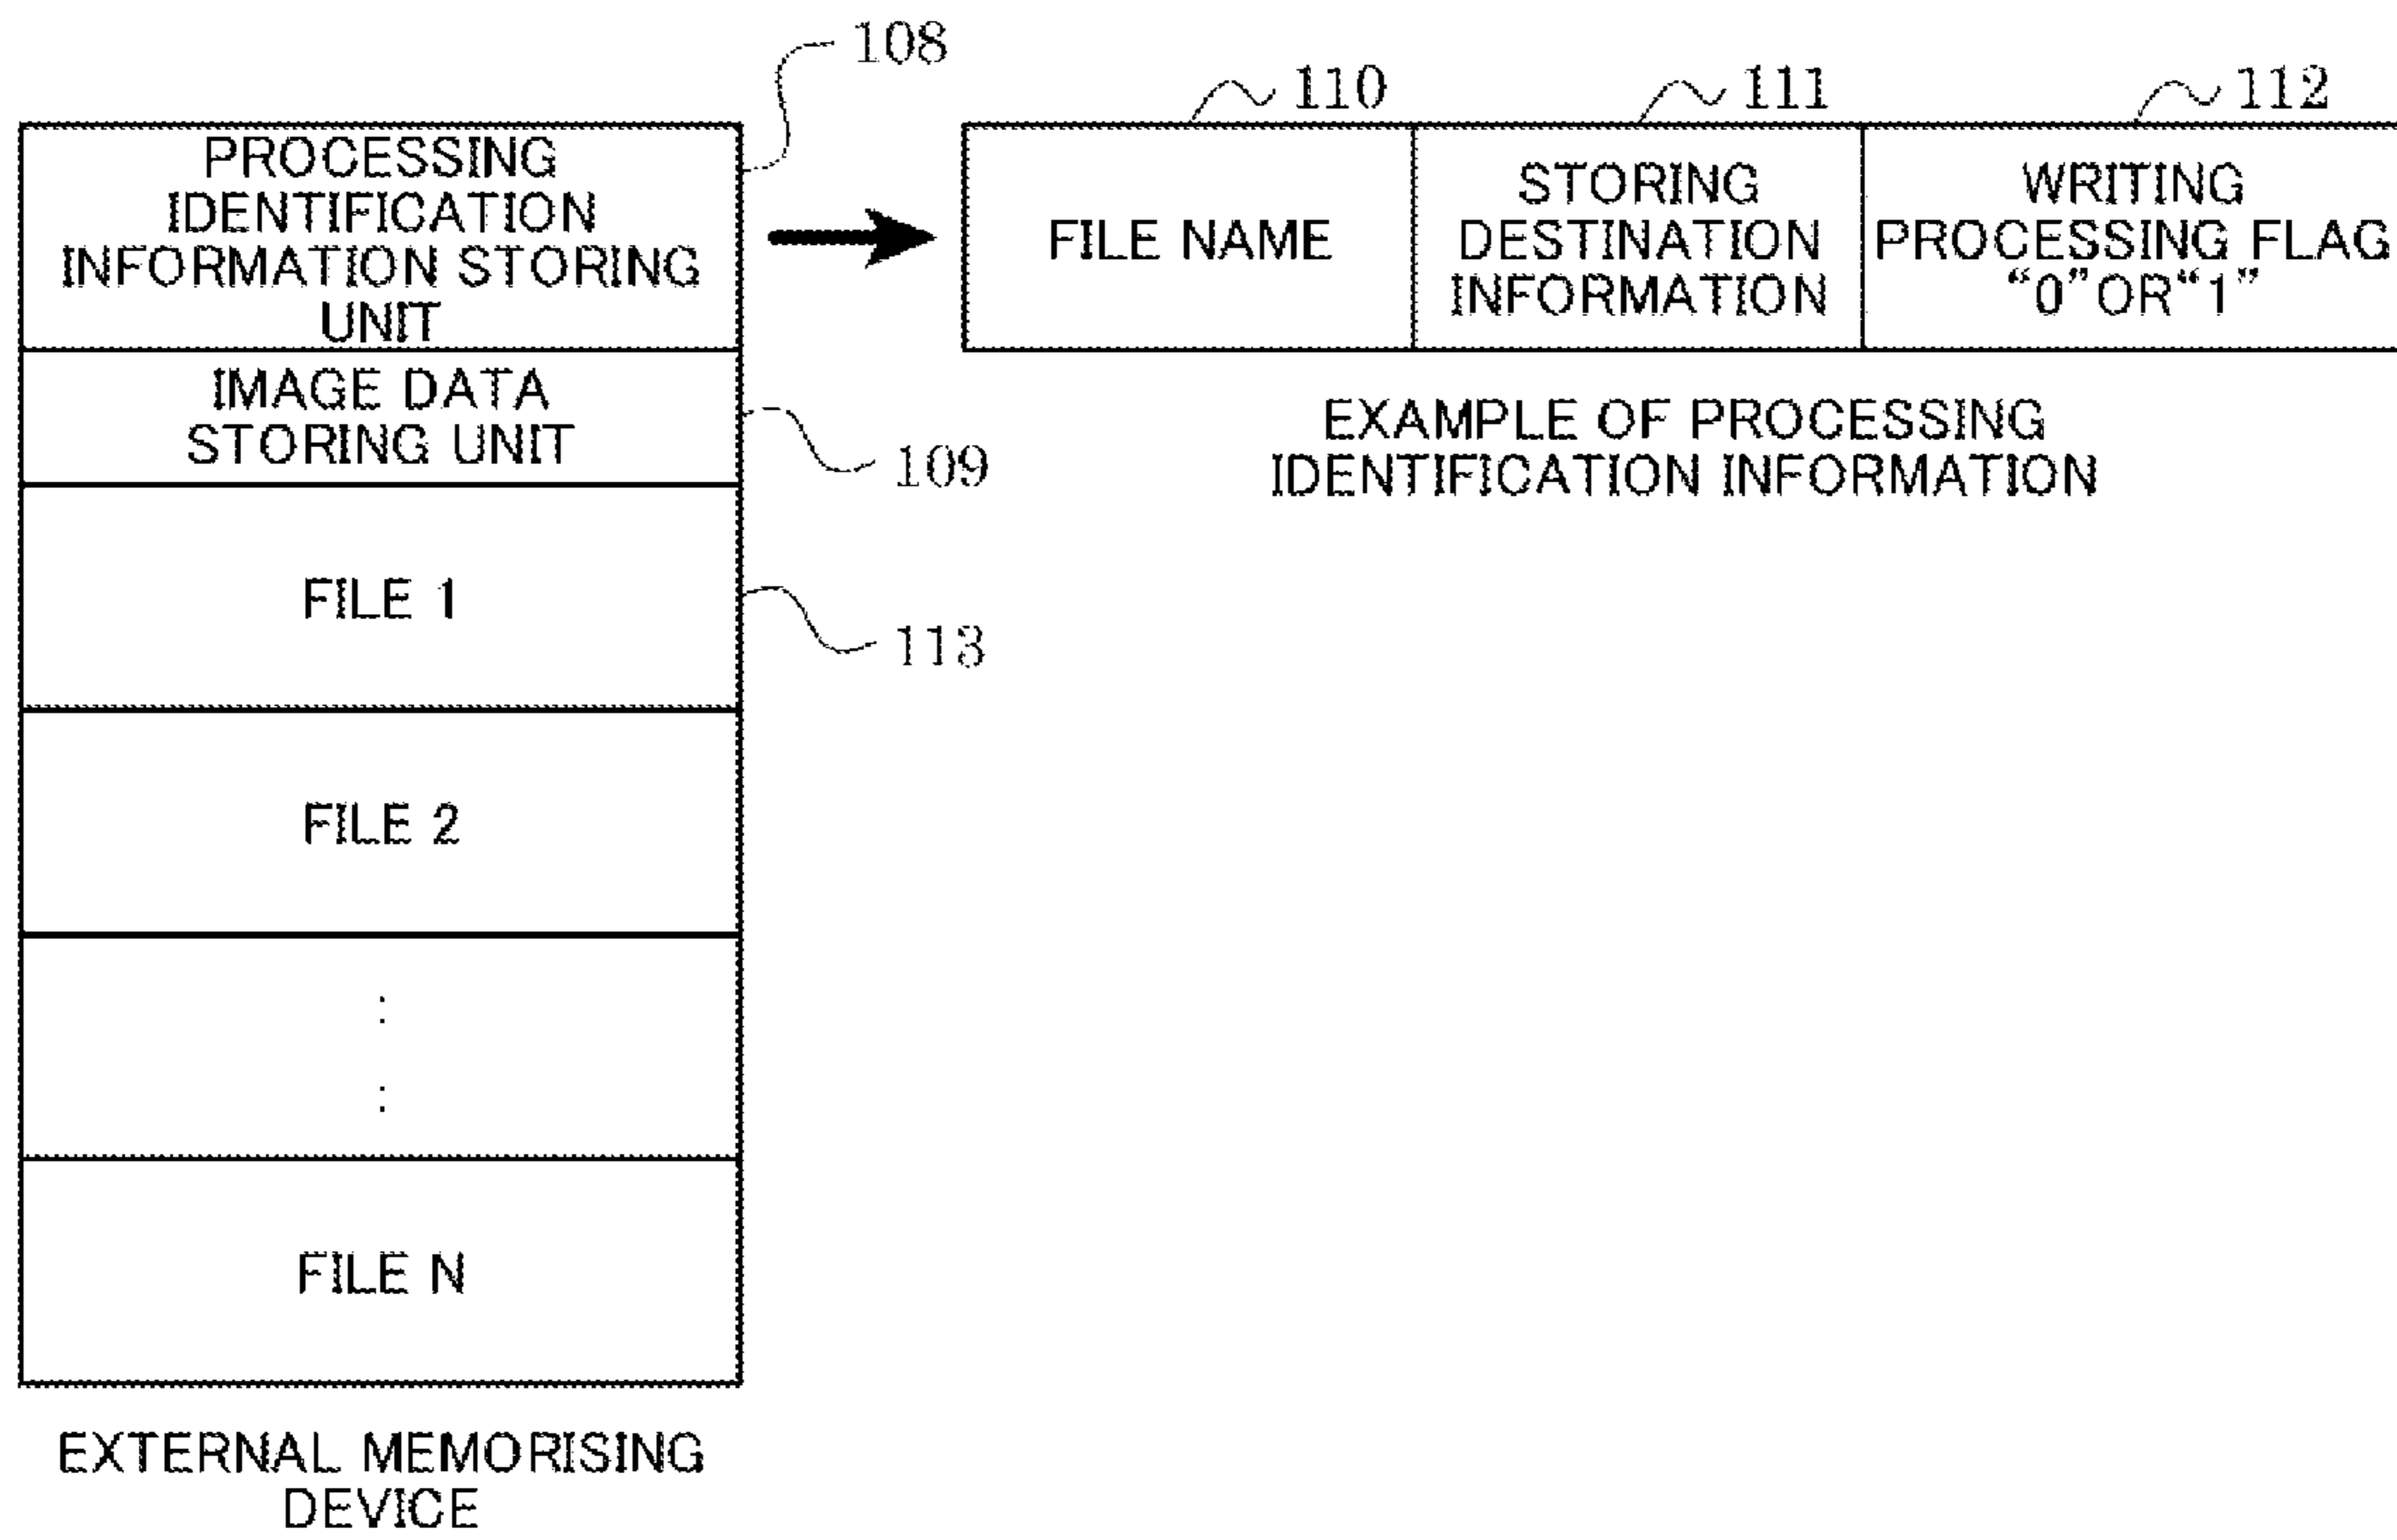 108
110
111
112
PROCESSING
IDENTIFICATION
INFORMATION STORING
UNIT
FILE NAME
STORING
DESTINATION
INFORMATION
WRITING
PROCESSING FLAG
“0”OR“1”
IMAGE DATA
STORING UNIT
109
EXAMPLE OF PROCESSING
IDENTIFICATION INFORMATION
FILE 1
113
FILE 2
:
:
FILE N
EXTERNAL MEMORISING
DEVICE